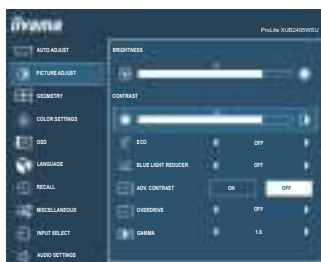 iiyama
ProLite XUB2495WSU
AUTO ADJUST
PICTURE ADJUST
GEOMETRY
COLOR SETTINGS
OSD
LANGUAGE
RECALL
MISCELLANEOUS
INPUT SELECT
AUDIO SETTINGS
BRIGHTNESS
CONTRAST
ECO OFF
BLUE LIGHT REDUCER OFF
ADV. CONTRAST ON OFF
OVERDRIVE OFF
GAMMA 1.8